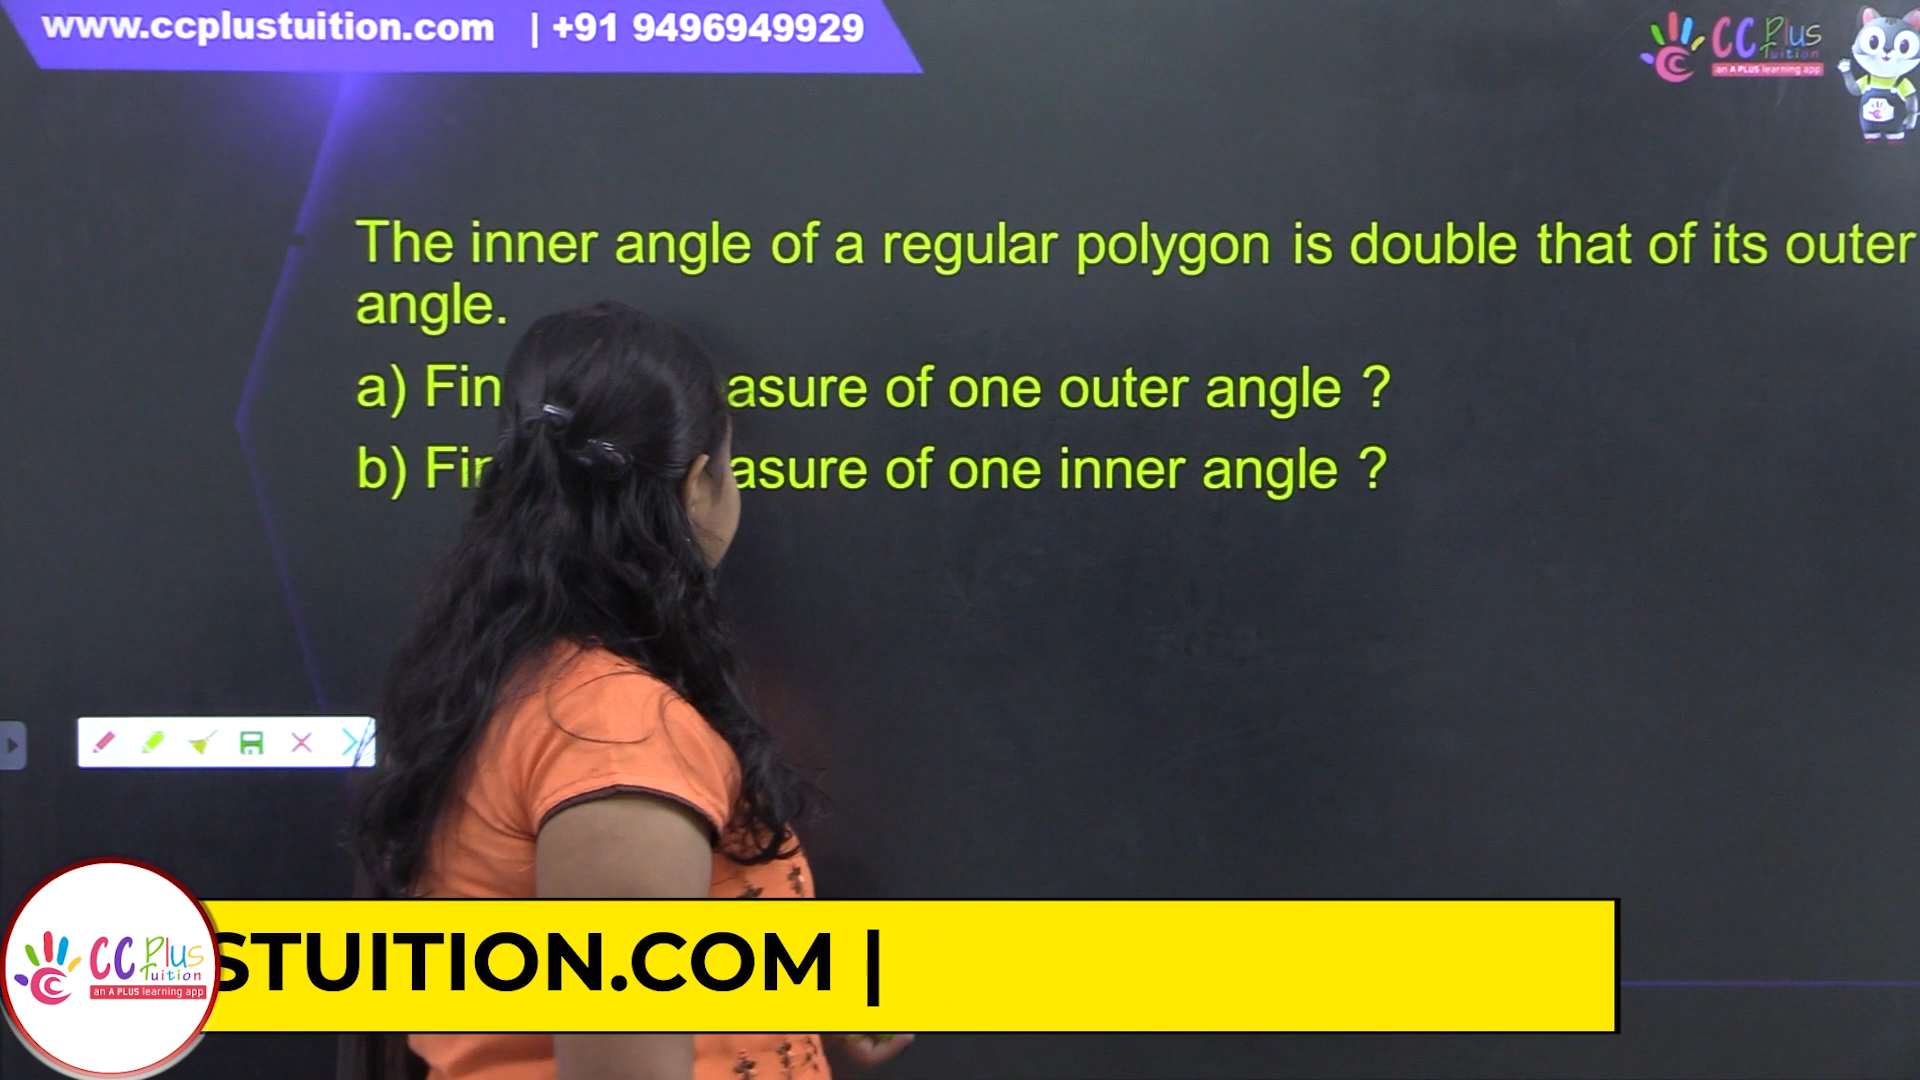 www.ccplustuition.com | +91 9496949929
CC Plus
Tuition
an A PLUS learning app
The inner angle of a regular polygon is double that of its outer
angle.
a) Fin asure of one outer angle ?
b) Fin asure of one inner angle ?
STUITION.COM |
CC Plus
Tuition
an A PLUS learning app